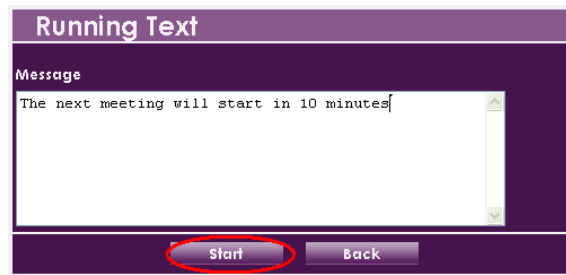 Running Text
Message
The next meeting will start in 10 minutes
Start Back